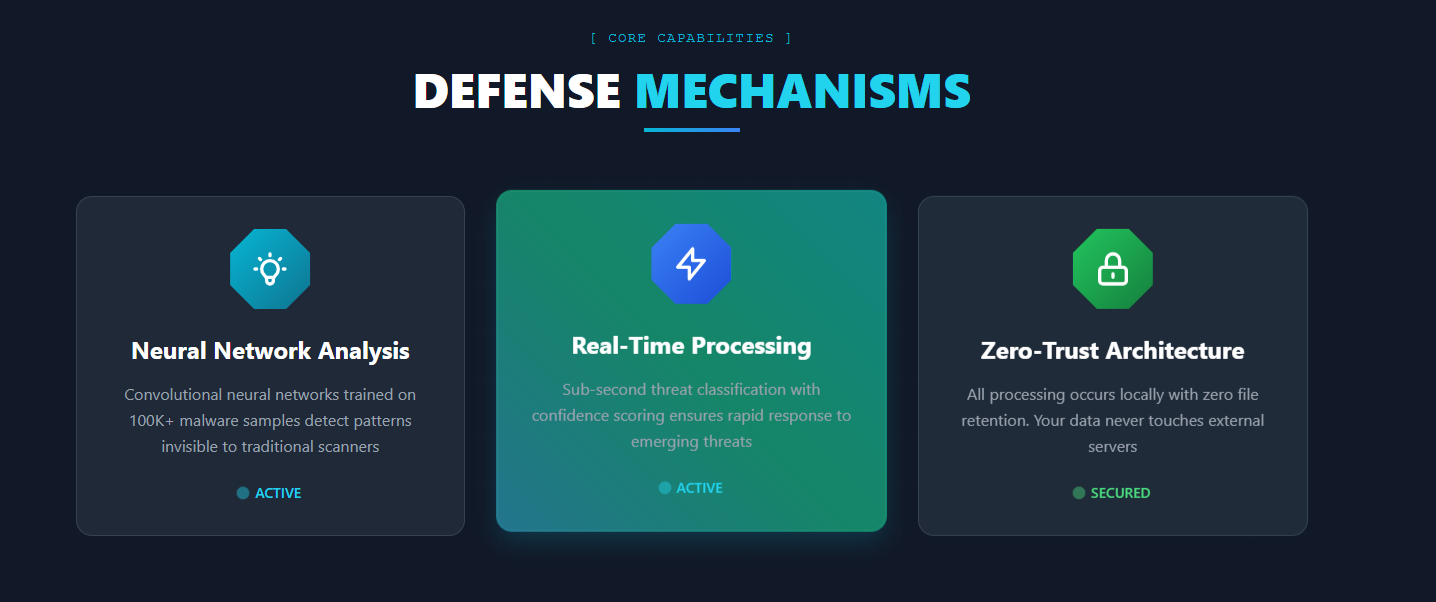 [ CORE CAPABILITIES ]
DEFENSE MECHANISMS
Neural Network Analysis
Convolutional neural networks trained on
100K+ malware samples detect patterns
invisible to traditional scanners
ACTIVE
Real-Time Processing
Sub-second threat classification with
confidence scoring ensures rapid response to
emerging threats
ACTIVE
Zero-Trust Architecture
All processing occurs locally with zero file
retention. Your data never touches external
servers
SECURED